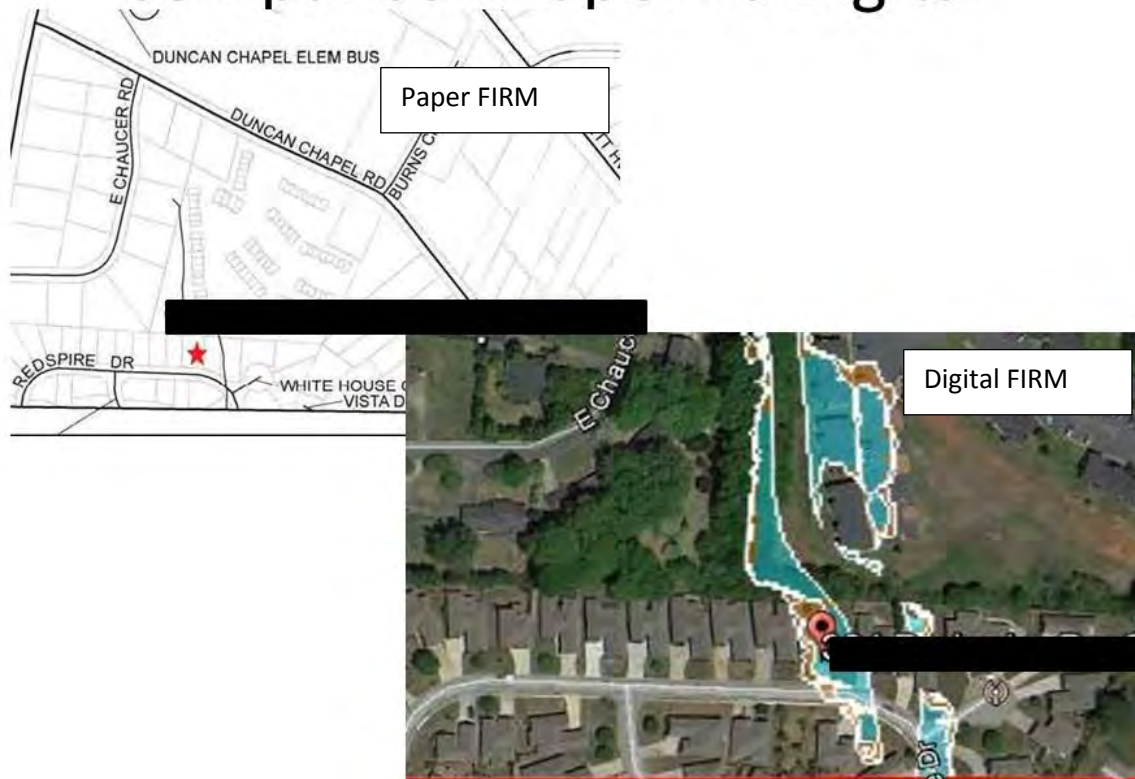 DUNCAN CHAPEL ELEM BUS
Paper FIRM
E CHAUCER RD
DUNCAN CHAPEL RD
BURNS
REDSPIRE DR
WHITE HOUSE
VISTA D
Digital FIRM
E Chauc
Dr